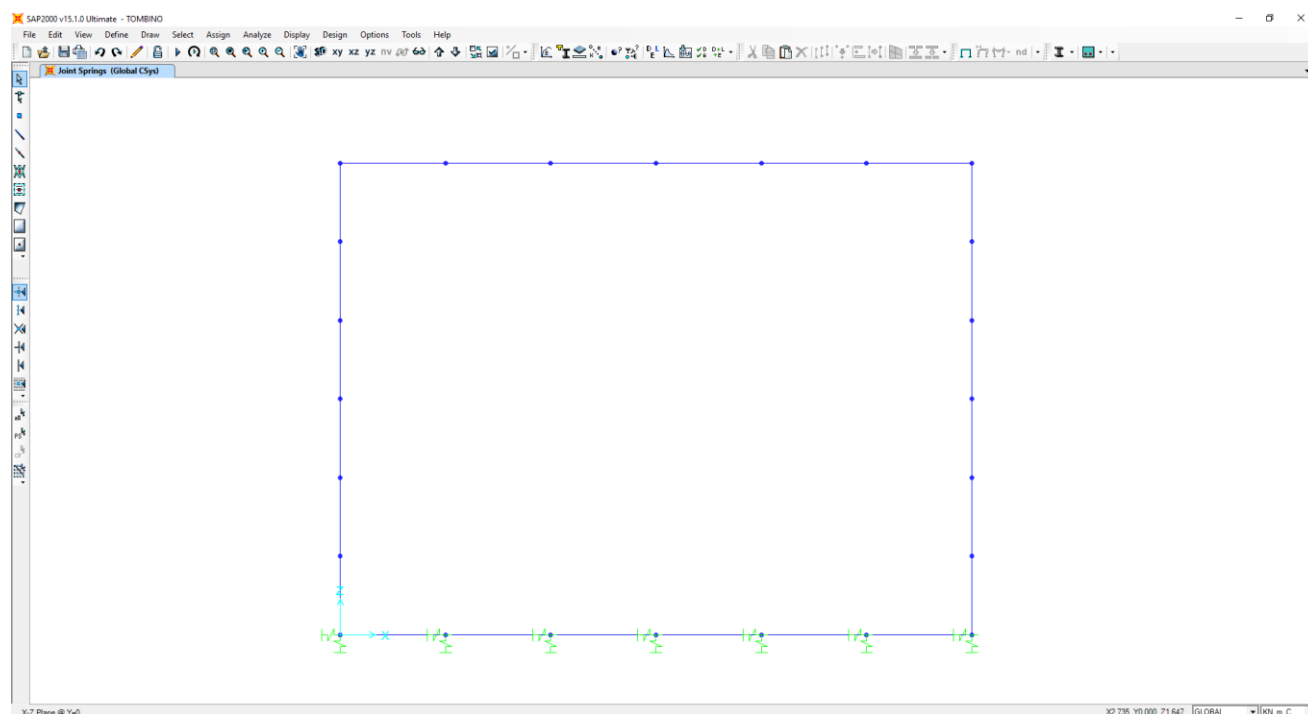 SAP2000 v15.1.0 Ultimate - TOMBINO
File Edit View Define Draw Select Assign Analyze Display Design Options Tools Help
xy xz yz nv nd
Joint Springs (Global CSys)
Z
X
X-Z Plane @ Y=0 X2.735 Y0.000 Z1.647 GLOBAL KN, m, C